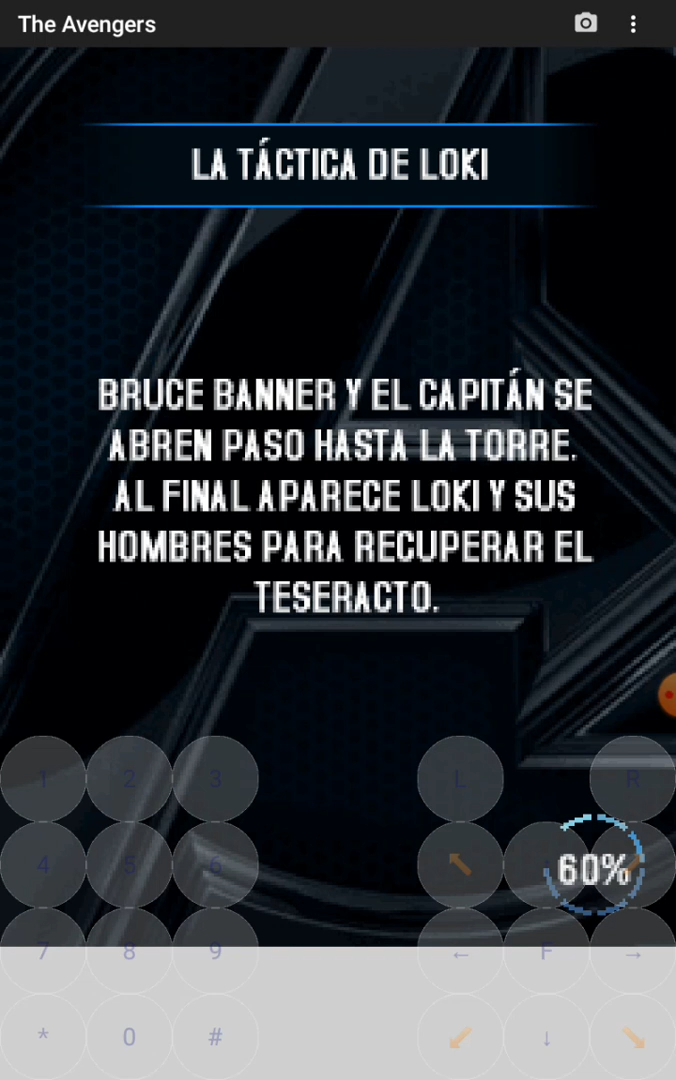 The Avengers
LA TÁCTICA DE LOKI
BRUCE BANNER Y EL CAPITÁN SE
ABREN PASO HASTA LA TORRE.
AL FINAL APARECE LOKI Y SUS
HOMBRES PARA RECUPERAR EL
TESERACTO.
1 2 3 L R
4 5 6 ↖ 60%
7 8 9 ← F →
* 0 # ↙ ↓ ↘